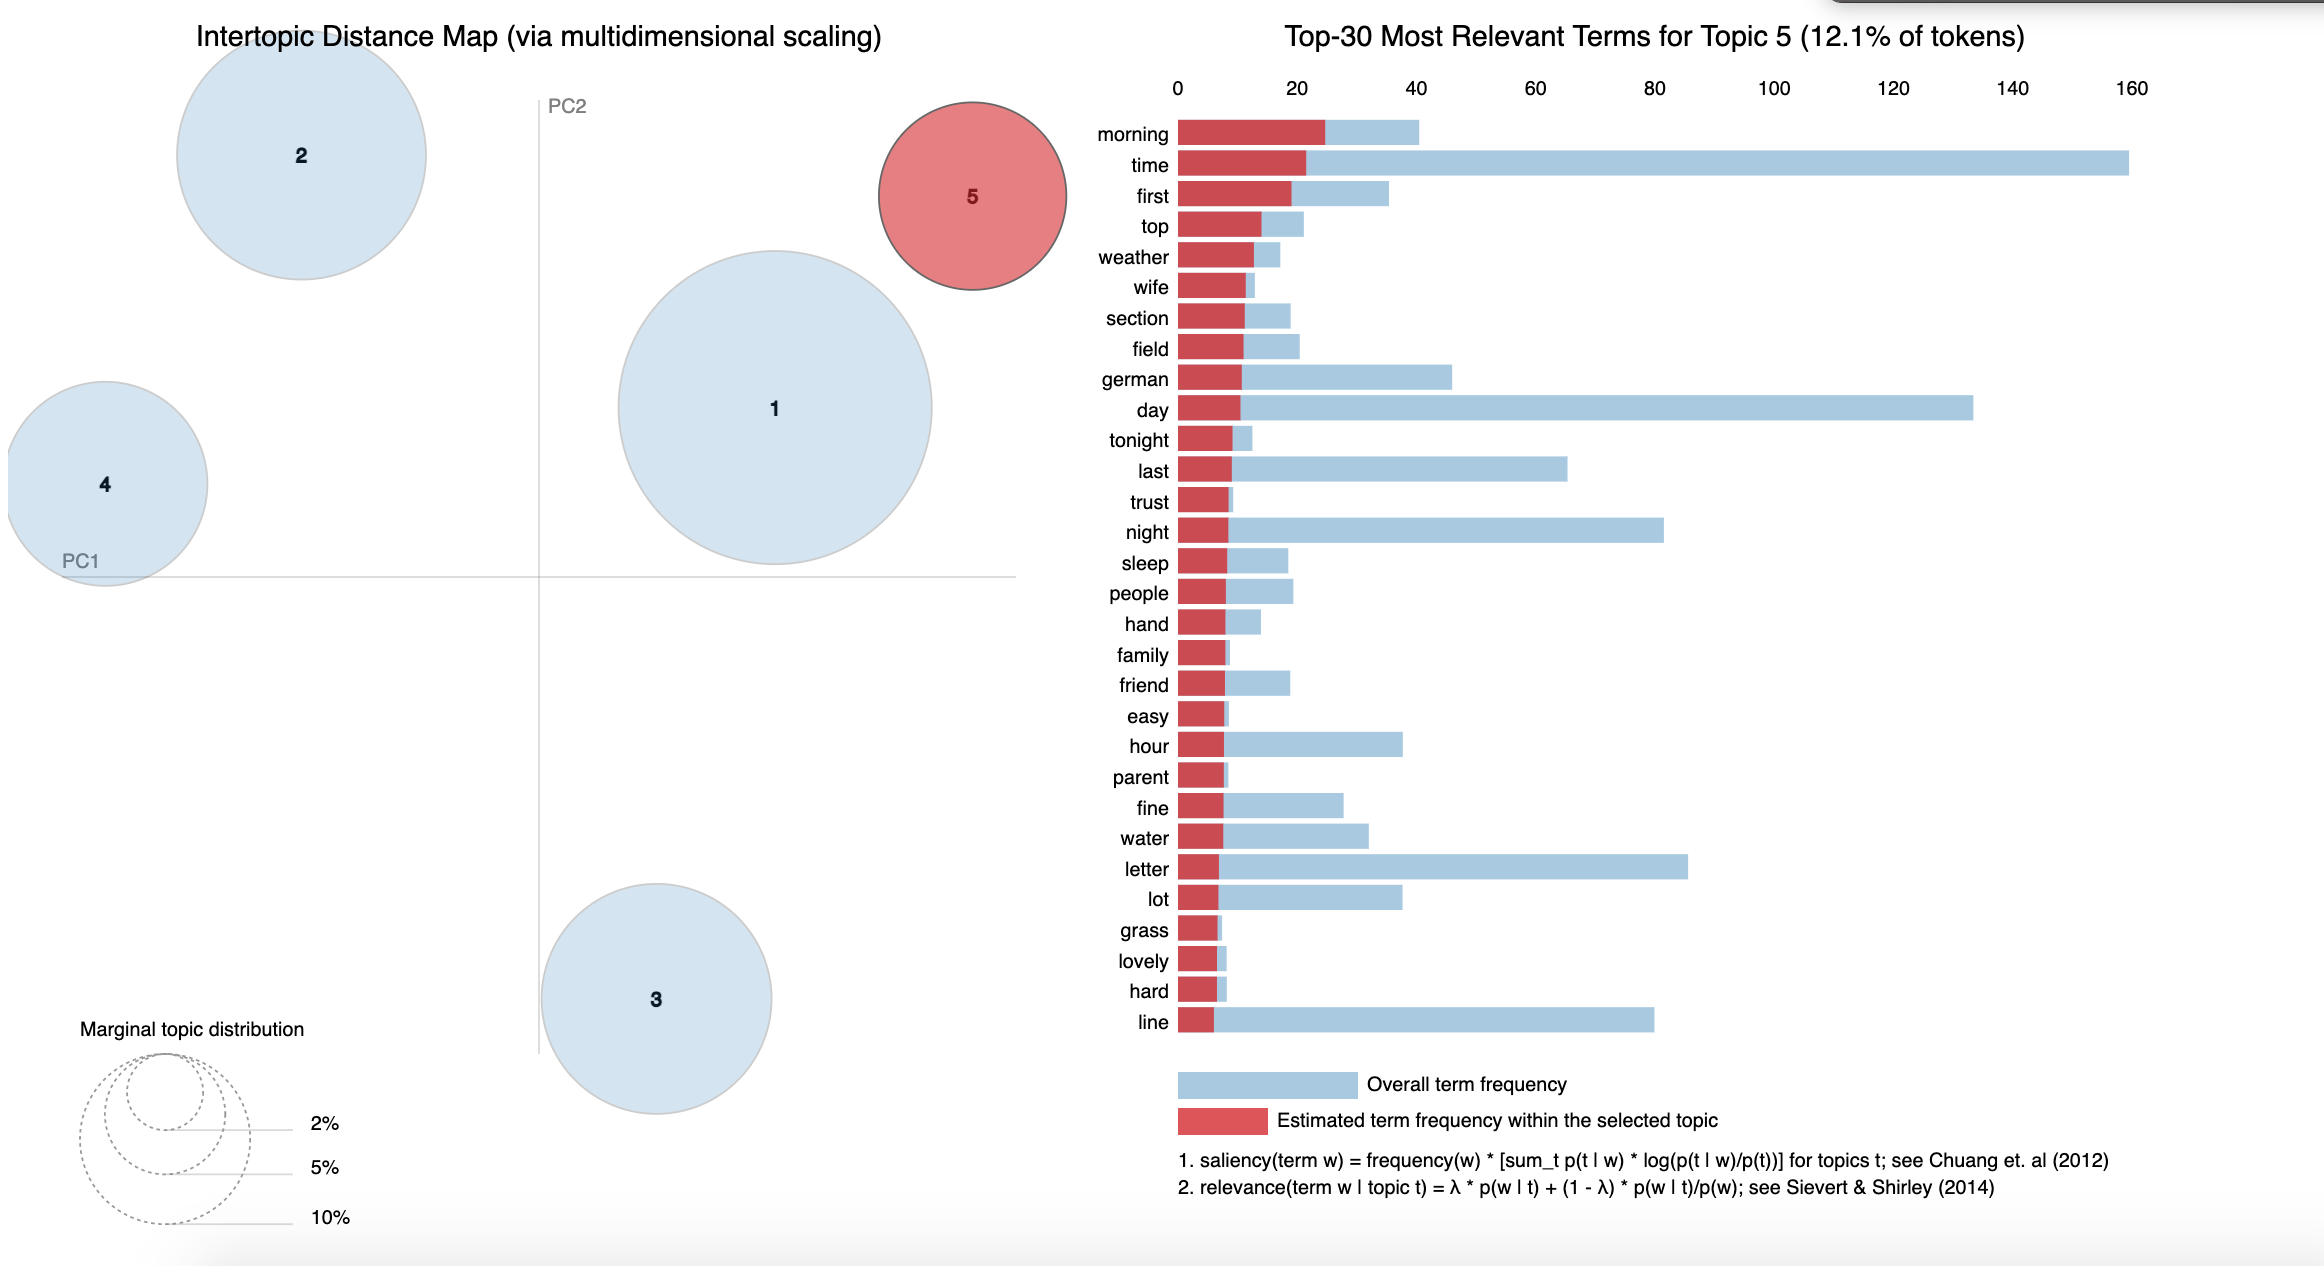 Intertopic Distance Map (via multidimensional scaling)
PC2
2
5
1
4
PC1
3
Marginal topic distribution
2%
5%
10%
Top-30 Most Relevant Terms for Topic 5 (12.1% of tokens)
0 20 40 60 80 100 120 140 160
morning
time
first
top
weather
wife
section
field
german
day
tonight
last
trust
night
sleep
people
hand
family
friend
easy
hour
parent
fine
water
letter
lot
grass
lovely
hard
line
Overall term frequency
Estimated term frequency within the selected topic
1. saliency(term w) = frequency(w) * [sum_t p(t | w) * log(p(t | w)/p(t))] for topics t; see Chuang et. al (2012)
2. relevance(term w | topic t) = λ * p(w | t) + (1 - λ) * p(w | t)/p(w); see Sievert & Shirley (2014)